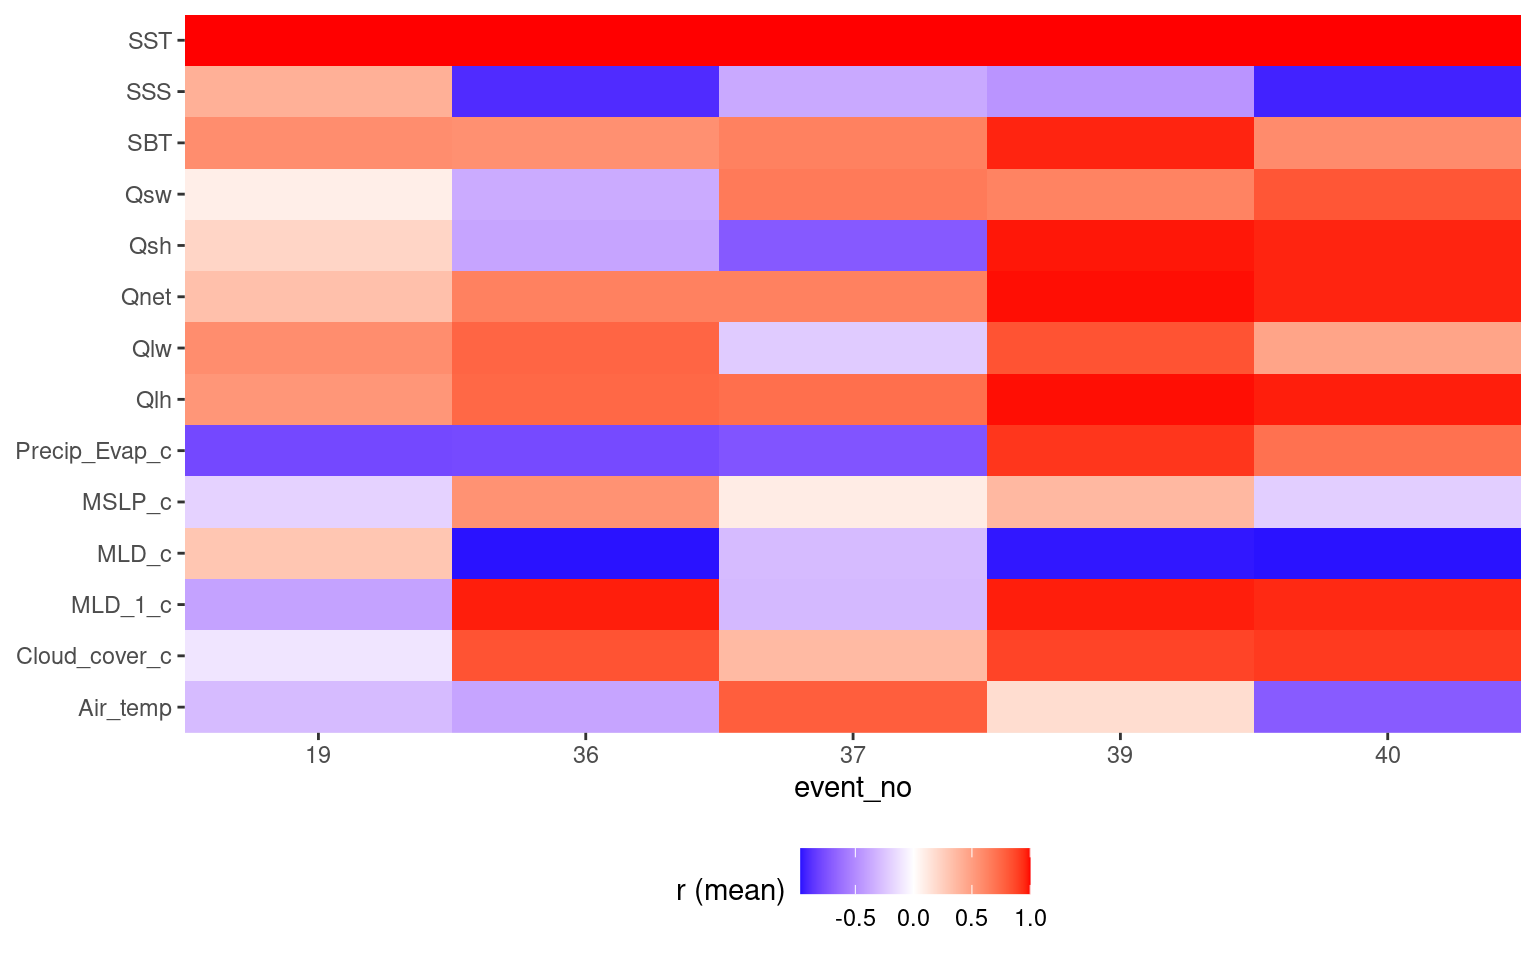 SST
SSS
SBT
Qsw
Qsh
Qnet
Qlw
Qlh
Precip_Evap_c
MSLP_c
MLD_c
MLD_1_c
Cloud_cover_c
Air_temp
19 36 37 39 40
event_no
r (mean)
-0.5 0.0 0.5 1.0